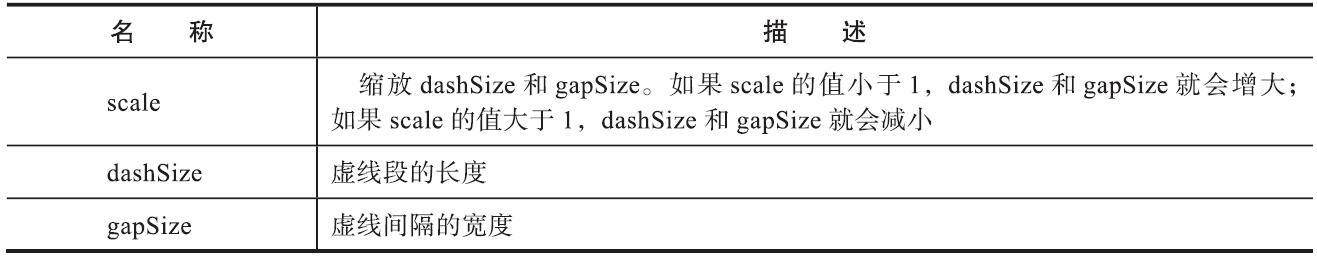 名 称 描 述
scale 缩放 dashSize 和 gapSize。如果 scale 的值小于 1，dashSize 和 gapSize 就会增大；
如果 scale 的值大于 1，dashSize 和 gapSize 就会减小
dashSize 虚线段的长度
gapSize 虚线间隔的宽度